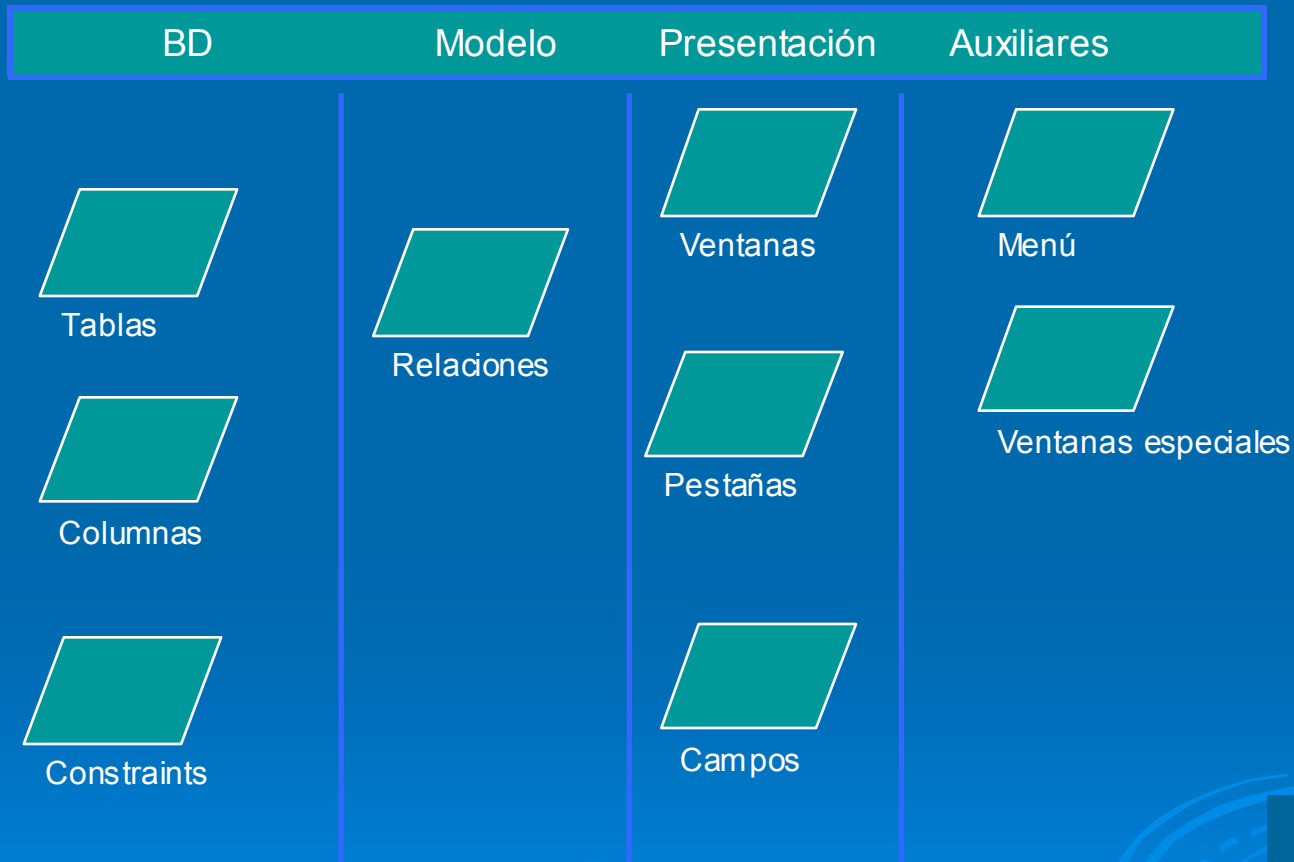 BD Modelo Presentación Auxiliares
Tablas
Columnas
Constraints
Relaciones
Ventanas
Pestañas
Campos
Menú
Ventanas especiales